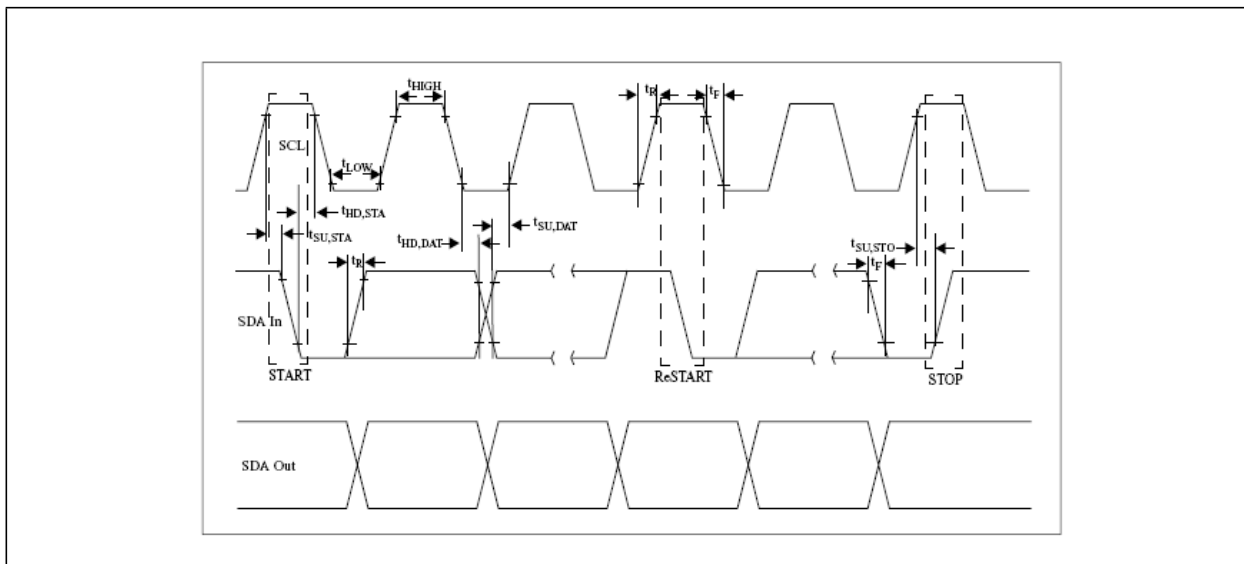 tHIGH
tR
tF
SCL
tLOW
tHD,STA
tSU,STA
tHD,DAT
tSU,DAT
tSU,STO
tR
tF
SDA In
START
ReSTART
STOP
SDA Out